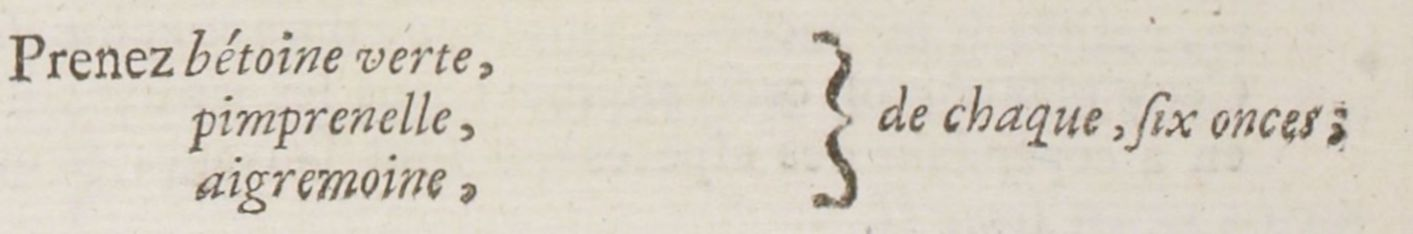 Prenez bétoine verte,
pimprenelle,
aigremoine,
} de chaque, ſix onces;